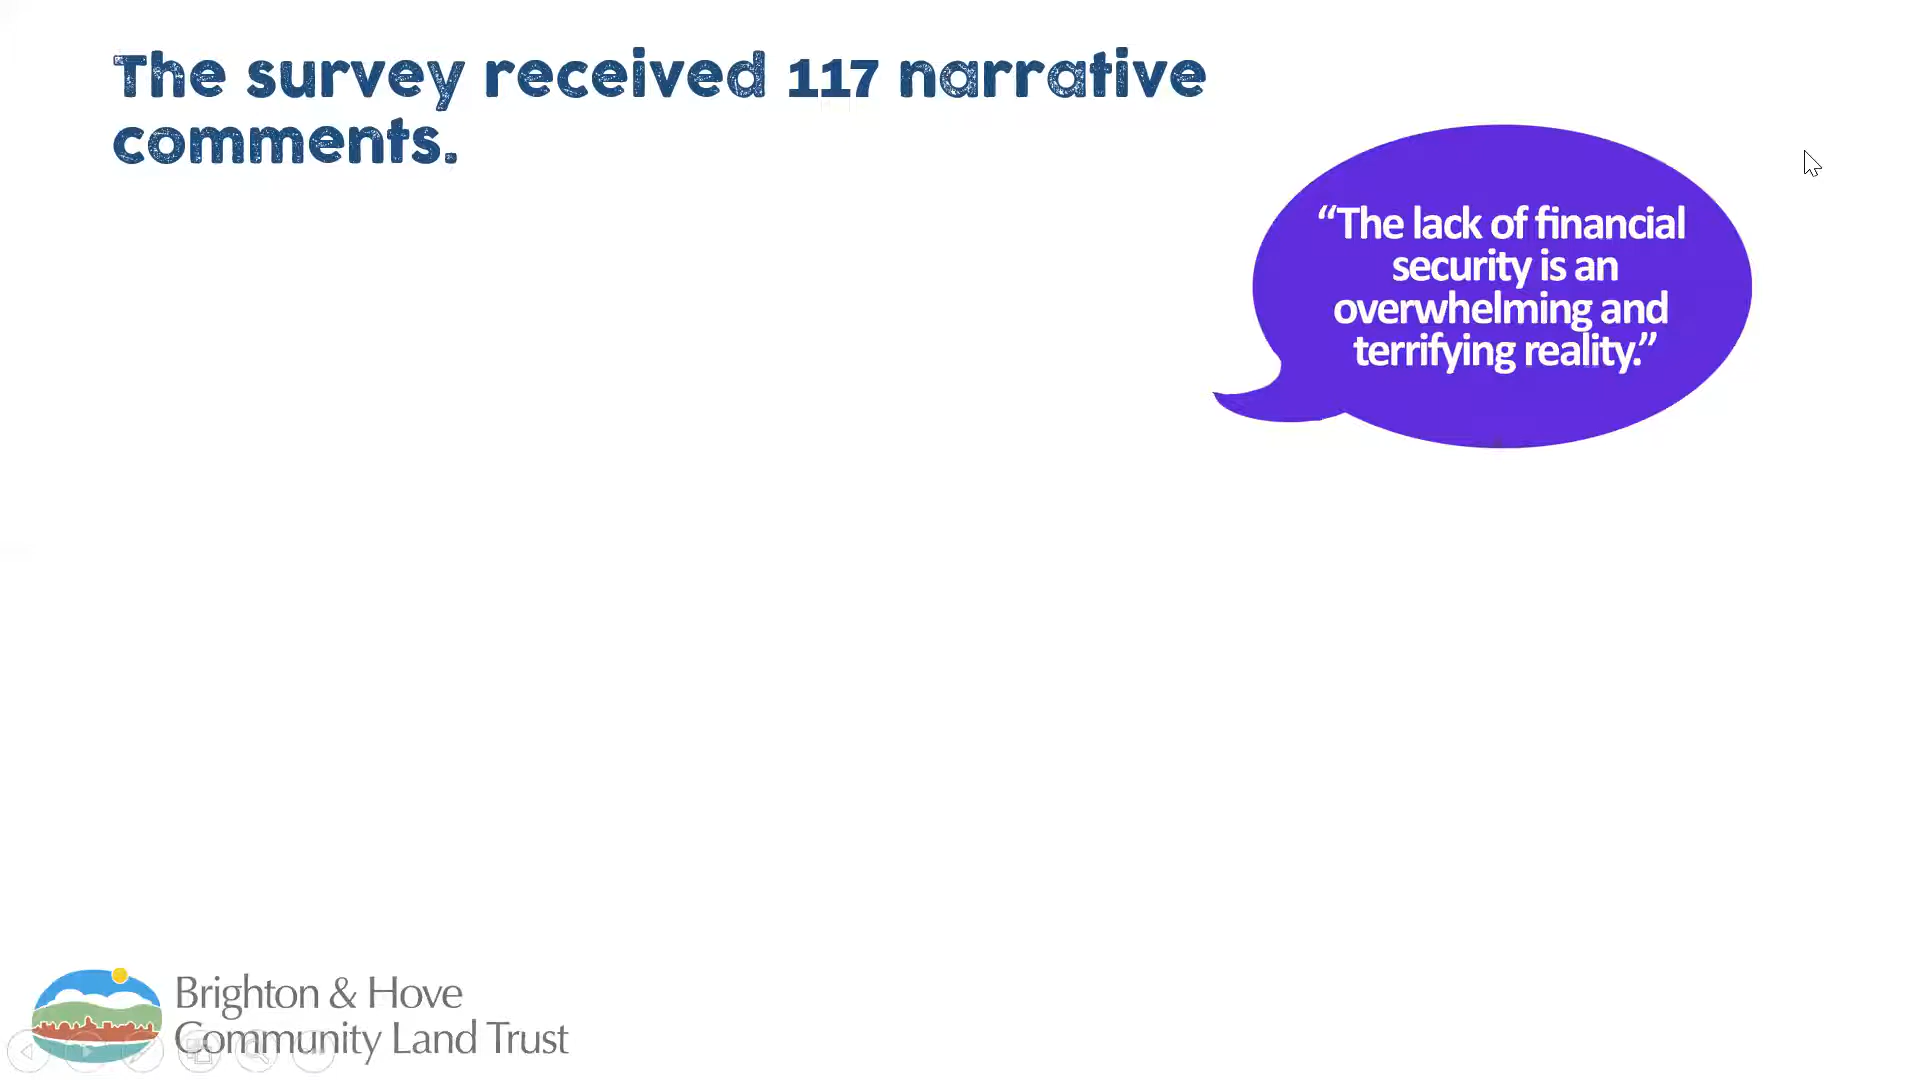 The survey received 117 narrative
comments.
“The lack of financial
security is an
overwhelming and
terrifying reality.”
Brighton & Hove
Community Land Trust